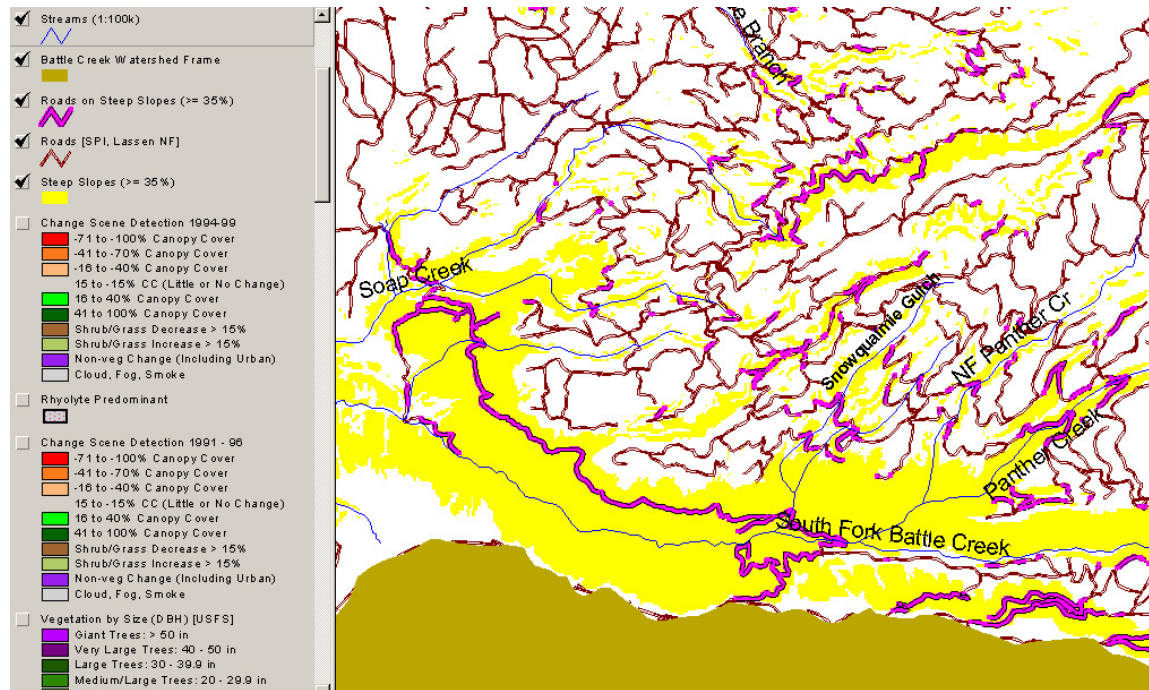 Streams (1:100k)
Battle Creek Watershed Frame
Roads on Steep Slopes (>= 35%)
Roads [SPI, Lassen NF]
Steep Slopes (>= 35%)
Change Scene Detection 1994-99
-71 to -100% Canopy Cover
-41 to -70% Canopy Cover
-16 to -40% Canopy Cover
15 to -15% CC (Little or No Change)
16 to 40% Canopy Cover
41 to 100% Canopy Cover
Shrub/Grass Decrease > 15%
Shrub/Grass Increase > 15%
Non-veg Change (Including Urban)
Cloud, Fog, Smoke
Rhyolyte Predominant
Change Scene Detection 1991 - 96
-71 to -100% Canopy Cover
-41 to -70% Canopy Cover
-16 to -40% Canopy Cover
15 to -15% CC (Little or No Change)
16 to 40% Canopy Cover
41 to 100% Canopy Cover
Shrub/Grass Decrease > 15%
Shrub/Grass Increase > 15%
Non-veg Change (Including Urban)
Cloud, Fog, Smoke
Vegetation by Size (DBH) [USFS]
Giant Trees: > 50 in
Very Large Trees: 40 - 50 in
Large Trees: 30 - 39.9 in
Medium/Large Trees: 20 - 29.9 in
Branch
Soap Creek
Snowqualmie Gulch
NF Panther Cr
Panther Creek
South Fork Battle Creek